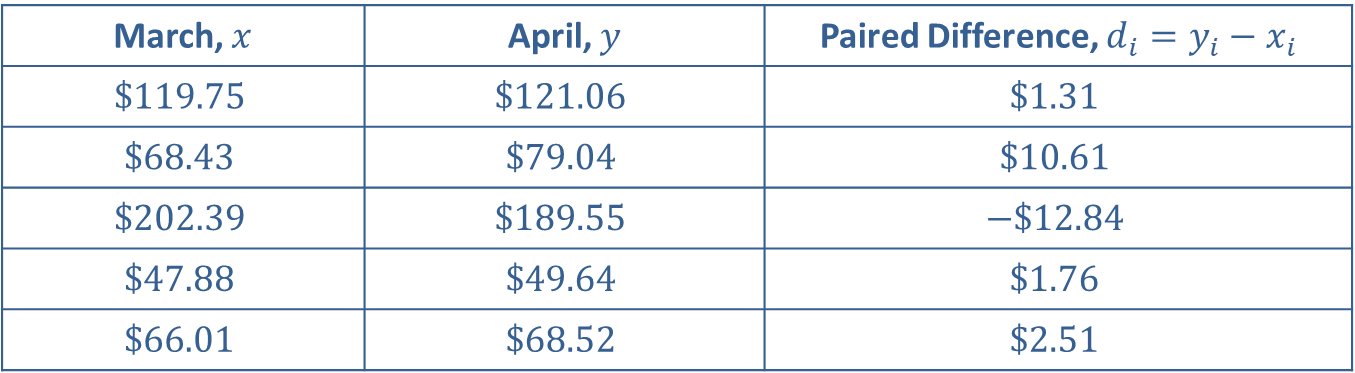 March, x April, y Paired Difference, dᵢ = yᵢ − xᵢ
$119.75 $121.06 $1.31
$68.43 $79.04 $10.61
$202.39 $189.55 −$12.84
$47.88 $49.64 $1.76
$66.01 $68.52 $2.51